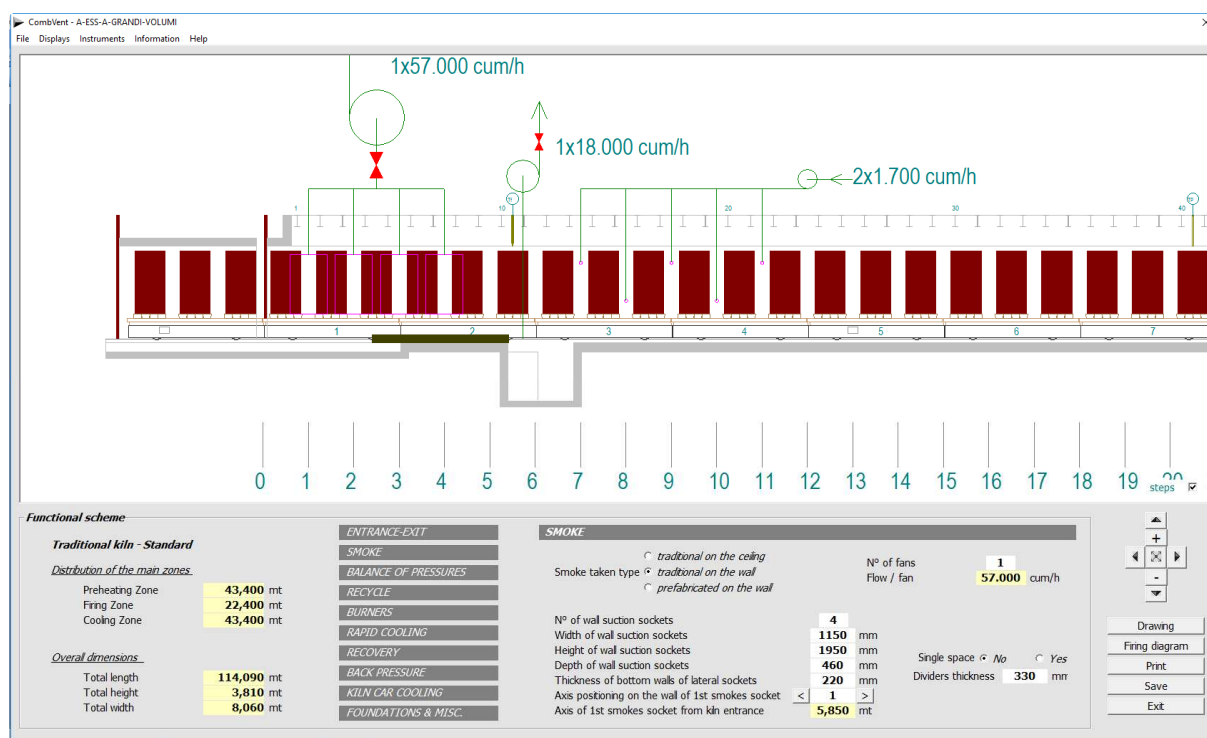 CombVent - A-ESS-A-GRANDI-VOLUMI
File Displays Instruments Information Help
1x57.000 cum/h
1x18.000 cum/h
2x1.700 cum/h
1 10 20 30 40
1 2 3 4 5 6 7
0 1 2 3 4 5 6 7 8 9 10 11 12 13 14 15 16 17 18 19 20
steps
Functional scheme
Traditional kiln - Standard
Distribution of the main zones
Preheating Zone 43,400 mt
Firing Zone 22,400 mt
Cooling Zone 43,400 mt
Overall dimensions
Total length 114,090 mt
Total height 3,810 mt
Total width 8,060 mt
ENTRANCE-EXIT
SMOKE
BALANCE OF PRESSURES
RECYCLE
BURNERS
RAPID COOLING
RECOVERY
BACK PRESSURE
KILN CAR COOLING
FOUNDATIONS & MISC.
SMOKE
traditional on the ceiling
Smoke taken type traditional on the wall
prefabricated on the wall
N° of fans 1
Flow / fan 57.000 cum/h
N° of wall suction sockets 4
Width of wall suction sockets 1150 mm
Height of wall suction sockets 1950 mm
Depth of wall suction sockets 460 mm
Thickness of bottom walls of lateral sockets 220 mm
Axis positioning on the wall of 1st smokes socket < 1 >
Axis of 1st smokes socket from kiln entrance 5,850 mt
Single space No Yes
Dividers thickness 330 mm
+
-
Drawing
Firing diagram
Print
Save
Exit